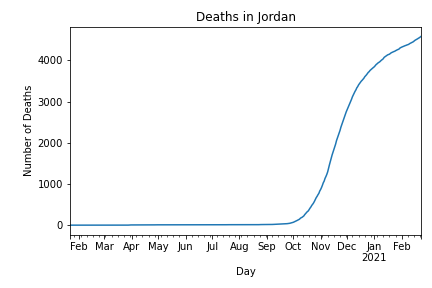 Deaths in Jordan
Number of Deaths
4000
3000
2000
1000
0
Feb Mar Apr May Jun Jul Aug Sep Oct Nov Dec Jan Feb
2021
Day